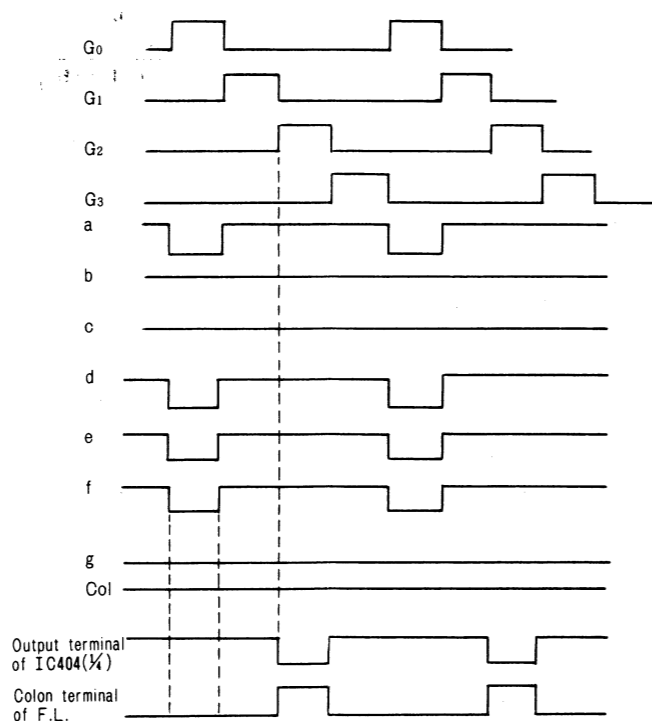 G0
G1
G2
G3
a
b
c
d
e
f
g
Col
Output terminal
of IC404(¼)
Colon terminal
of F.L.